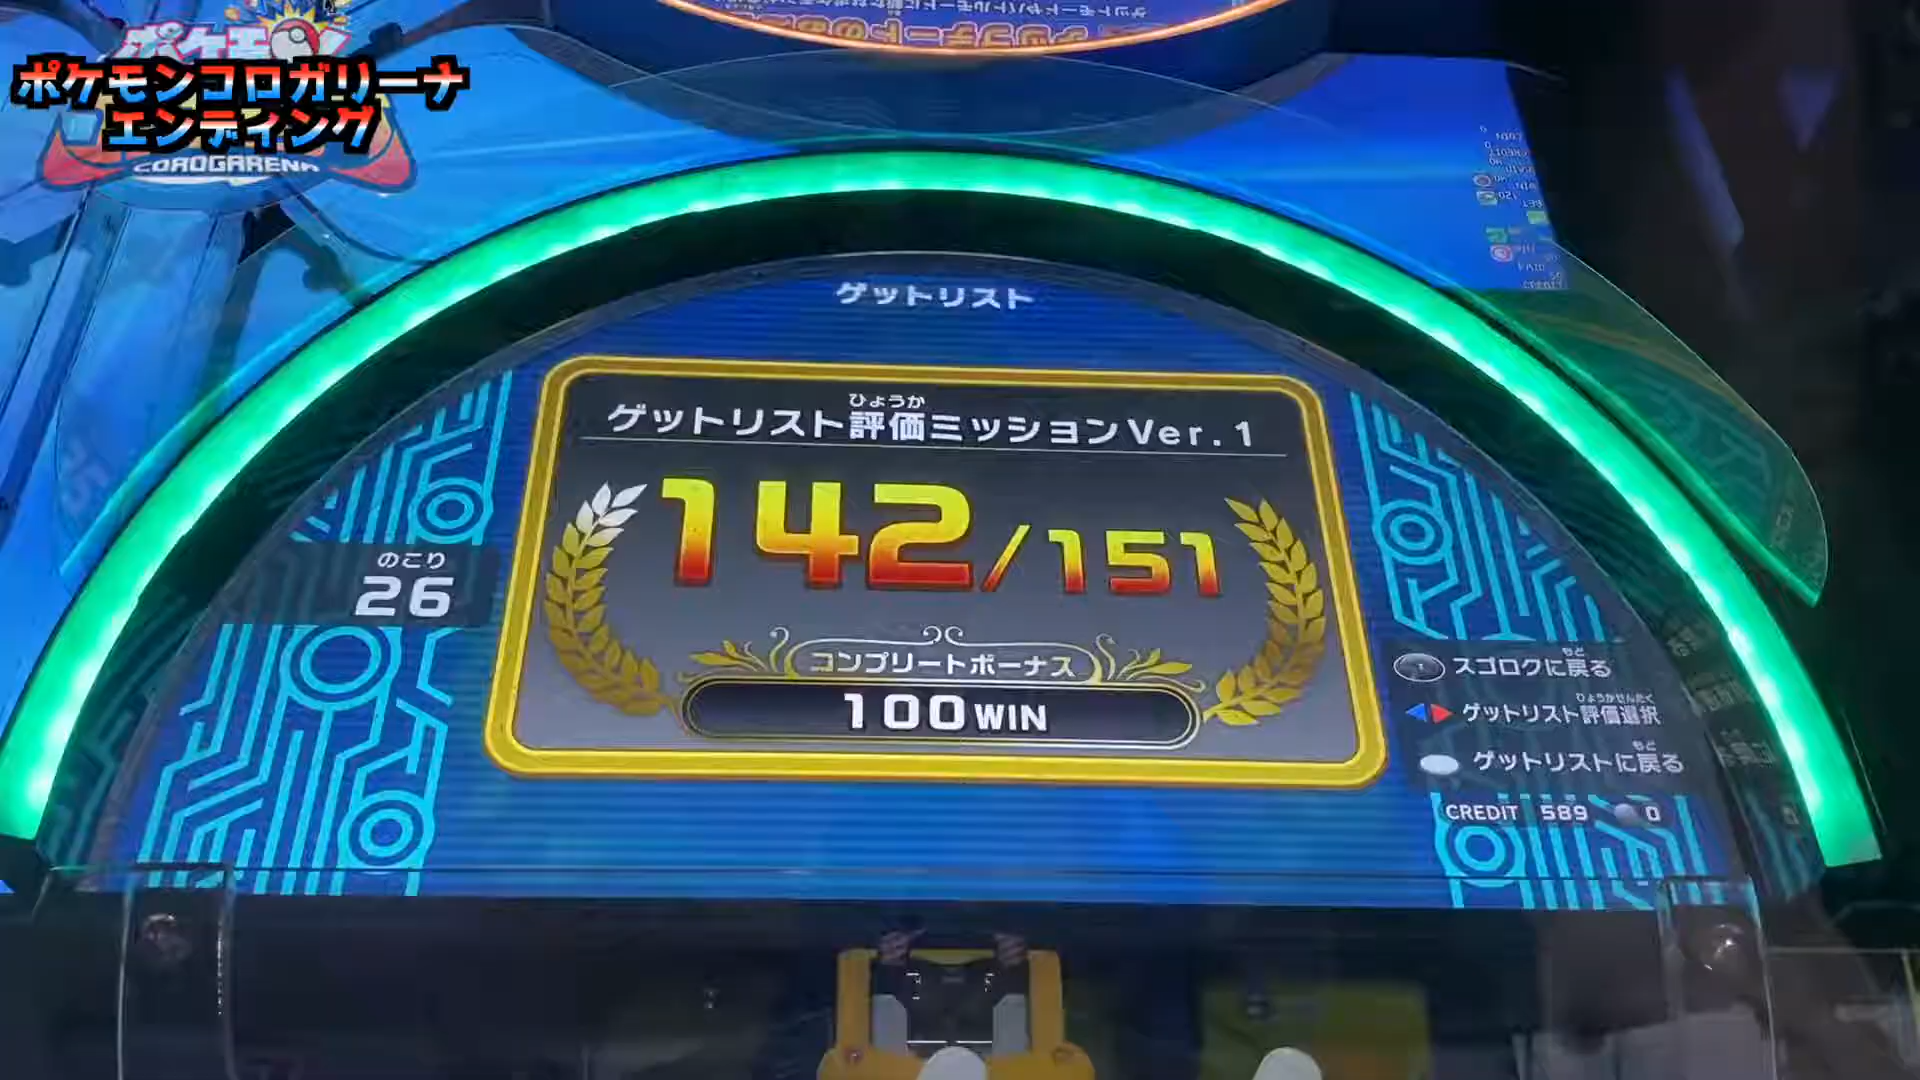 ポケモン
ポケモンコロガリーナ
エンディング
COROGARENA
ゲットリスト
ひょうか
ゲットリスト評価ミッションVer.1
142/151
のこり
26
コンプリートボーナス
100WIN
もど
スゴロクに戻る
ひょうかせんたく
ゲットリスト評価選択
もど
ゲットリストに戻る
CREDIT 589 0